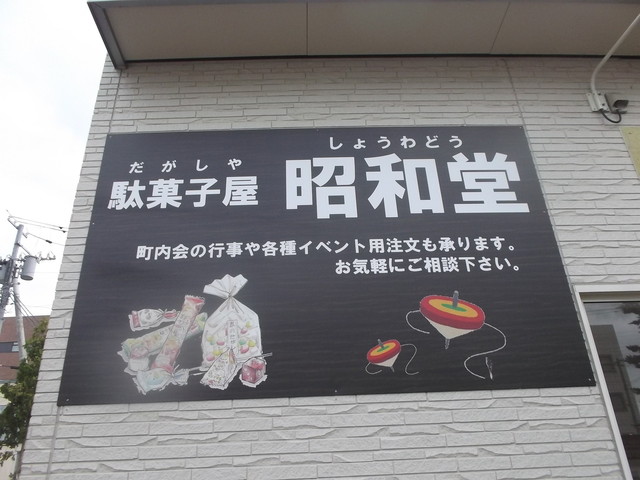 だがしや しょうわどう
駄菓子屋 昭和堂
町内会の行事や各種イベント用注文も承ります。
お気軽にご相談下さい。